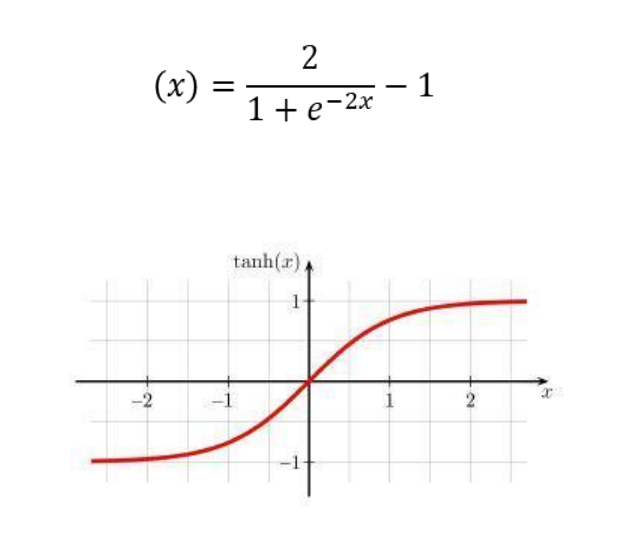 (x) = 2 / (1 + e^{−2x}) − 1
tanh(x)
1
−2 −1 1 2 x
−1